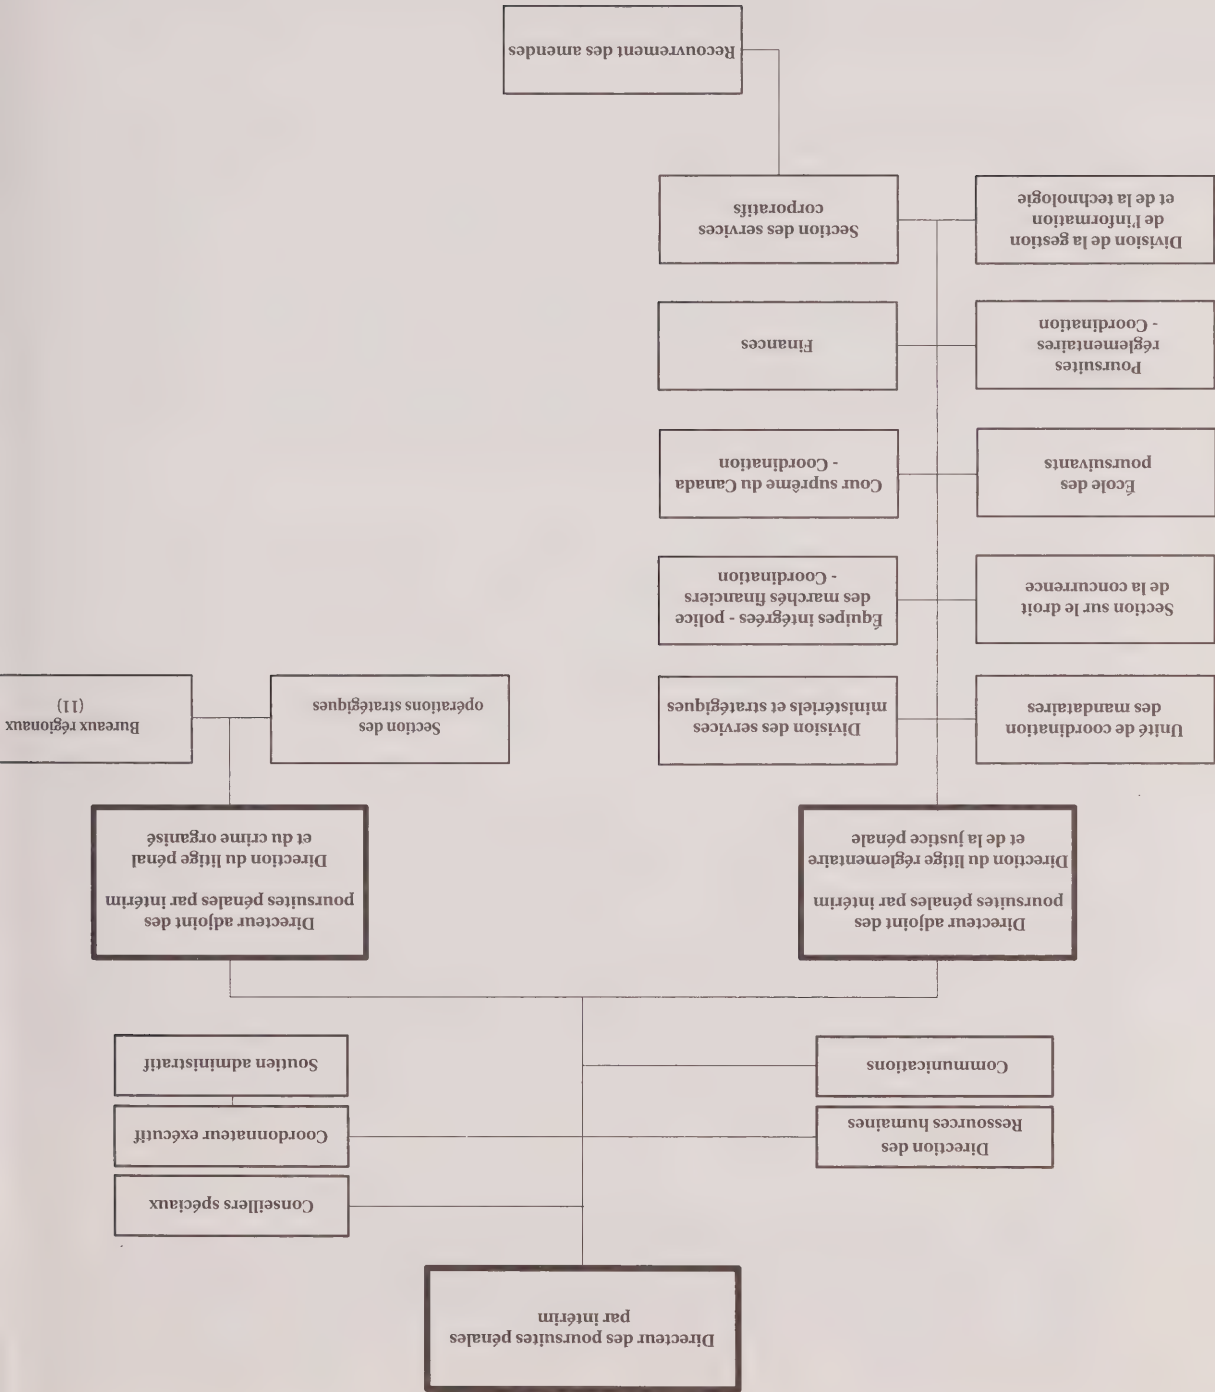 Directeur des poursuites pénales
par intérim
Conseillers spéciaux
Direction des
Ressources humaines
Coordonnateur exécutif
Communications
Soutien administratif
Directeur adjoint des
poursuites pénales par intérim
Direction du litige réglementaire
et de la justice pénale
Directeur adjoint des
poursuites pénales par intérim
Direction du litige pénal
et du crime organisé
Unité de coordination
des mandataires
Division des services
ministériels et stratégiques
Section des
opérations stratégiques
Bureaux régionaux
(11)
Section sur le droit
de la concurrence
Équipes intégrées - police
des marchés financiers
- Coordination
École des
poursuivants
Cour suprême du Canada
- Coordination
Poursuites
réglementaires
- Coordination
Finances
Division de la gestion
de l'information
et de la technologie
Section des services
corporatifs
Recouvrement des amendes